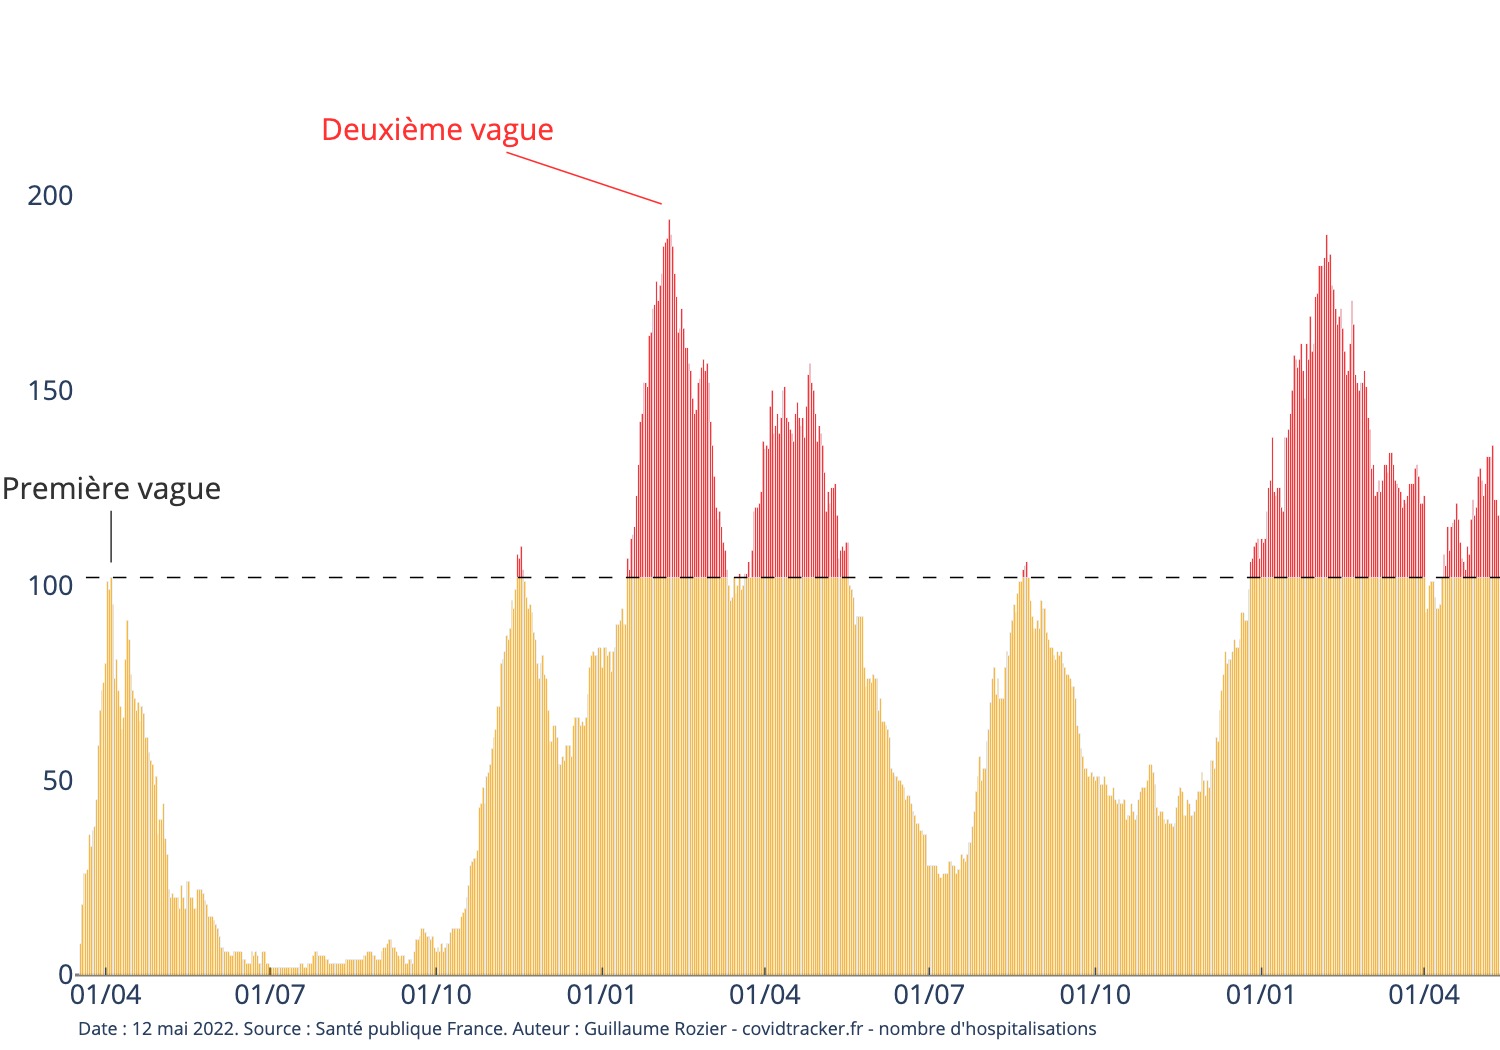 Deuxième vague
200
150
Première vague
100
50
0
01/04 01/07 01/10 01/01 01/04 01/07 01/10 01/01 01/04
Date : 12 mai 2022. Source : Santé publique France. Auteur : Guillaume Rozier - covidtracker.fr - nombre d'hospitalisations